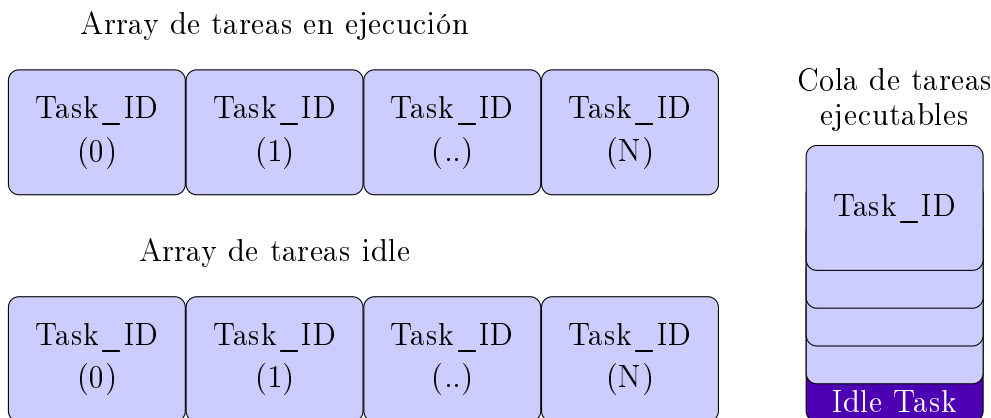 Array de tareas en ejecución
Task_ID Task_ID Task_ID Task_ID
(0) (1) (..) (N)
Array de tareas idle
Task_ID Task_ID Task_ID Task_ID
(0) (1) (..) (N)
Cola de tareas
ejecutables
Task_ID
Idle Task